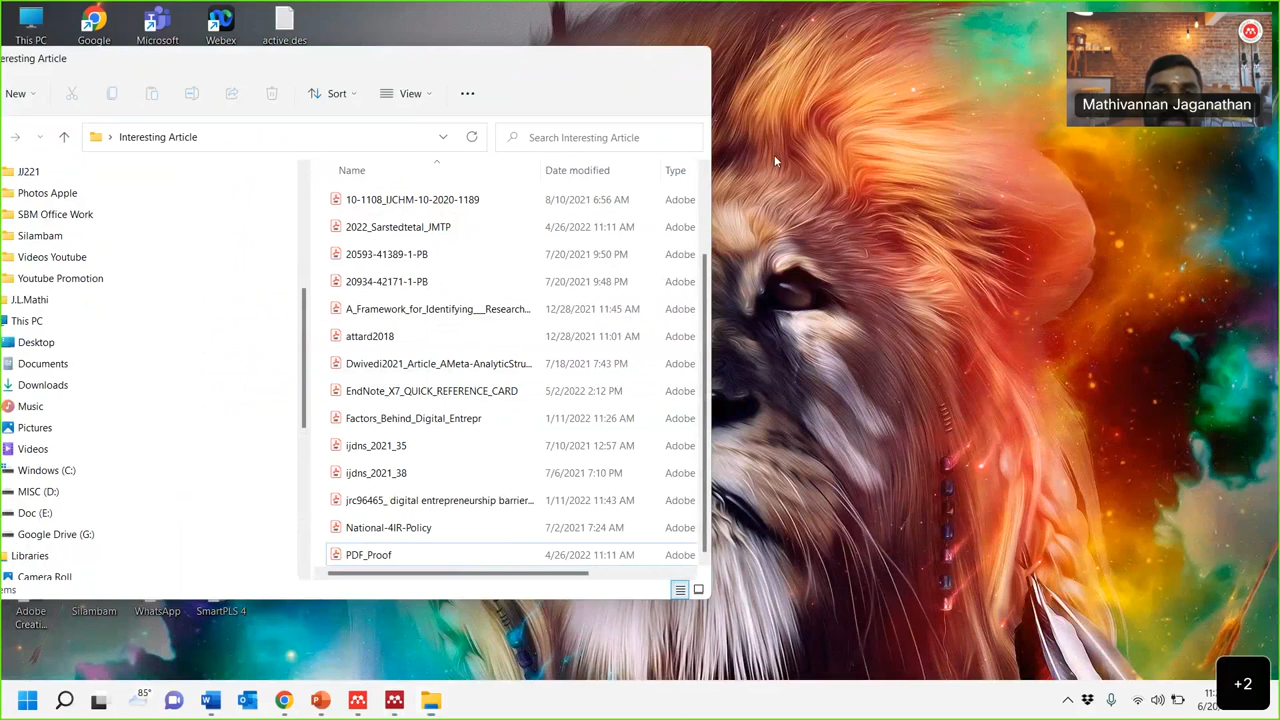 This PC
Google
Microsoft
Webex
active des
eresting Article
New
Sort
View
Interesting Article
Search Interesting Article
JJ221
Photos Apple
SBM Office Work
Silambam
Videos Youtube
Youtube Promotion
J.L.Mathi
This PC
Desktop
Documents
Downloads
Music
Pictures
Videos
Windows (C:)
MISC (D:)
Doc (E:)
Google Drive (G:)
Libraries
Camera Roll
ems
Name Date modified Type
10-1108_IJCHM-10-2020-1189 8/10/2021 6:56 AM Adobe
2022_Sarstedtetal_JMTP 4/26/2022 11:11 AM Adobe
20593-41389-1-PB 7/20/2021 9:50 PM Adobe
20934-42171-1-PB 7/20/2021 9:48 PM Adobe
A_Framework_for_Identifying___Research... 12/28/2021 11:45 AM Adobe
attard2018 12/28/2021 11:01 AM Adobe
Dwivedi2021_Article_AMeta-AnalyticStru... 7/18/2021 7:43 PM Adobe
EndNote_X7_QUICK_REFERENCE_CARD 5/2/2022 2:12 PM Adobe
Factors_Behind_Digital_Entrepr 1/11/2022 11:26 AM Adobe
ijdns_2021_35 7/10/2021 12:57 AM Adobe
ijdns_2021_38 7/6/2021 7:10 PM Adobe
jrc96465_ digital entrepreneurship barrier... 1/11/2022 11:43 AM Adobe
National-4IR-Policy 7/2/2021 7:24 AM Adobe
PDF_Proof 4/26/2022 11:11 AM Adobe
Mathivannan Jaganathan
Adobe
Creati...
Silambam
WhatsApp
SmartPLS 4
85°
+2